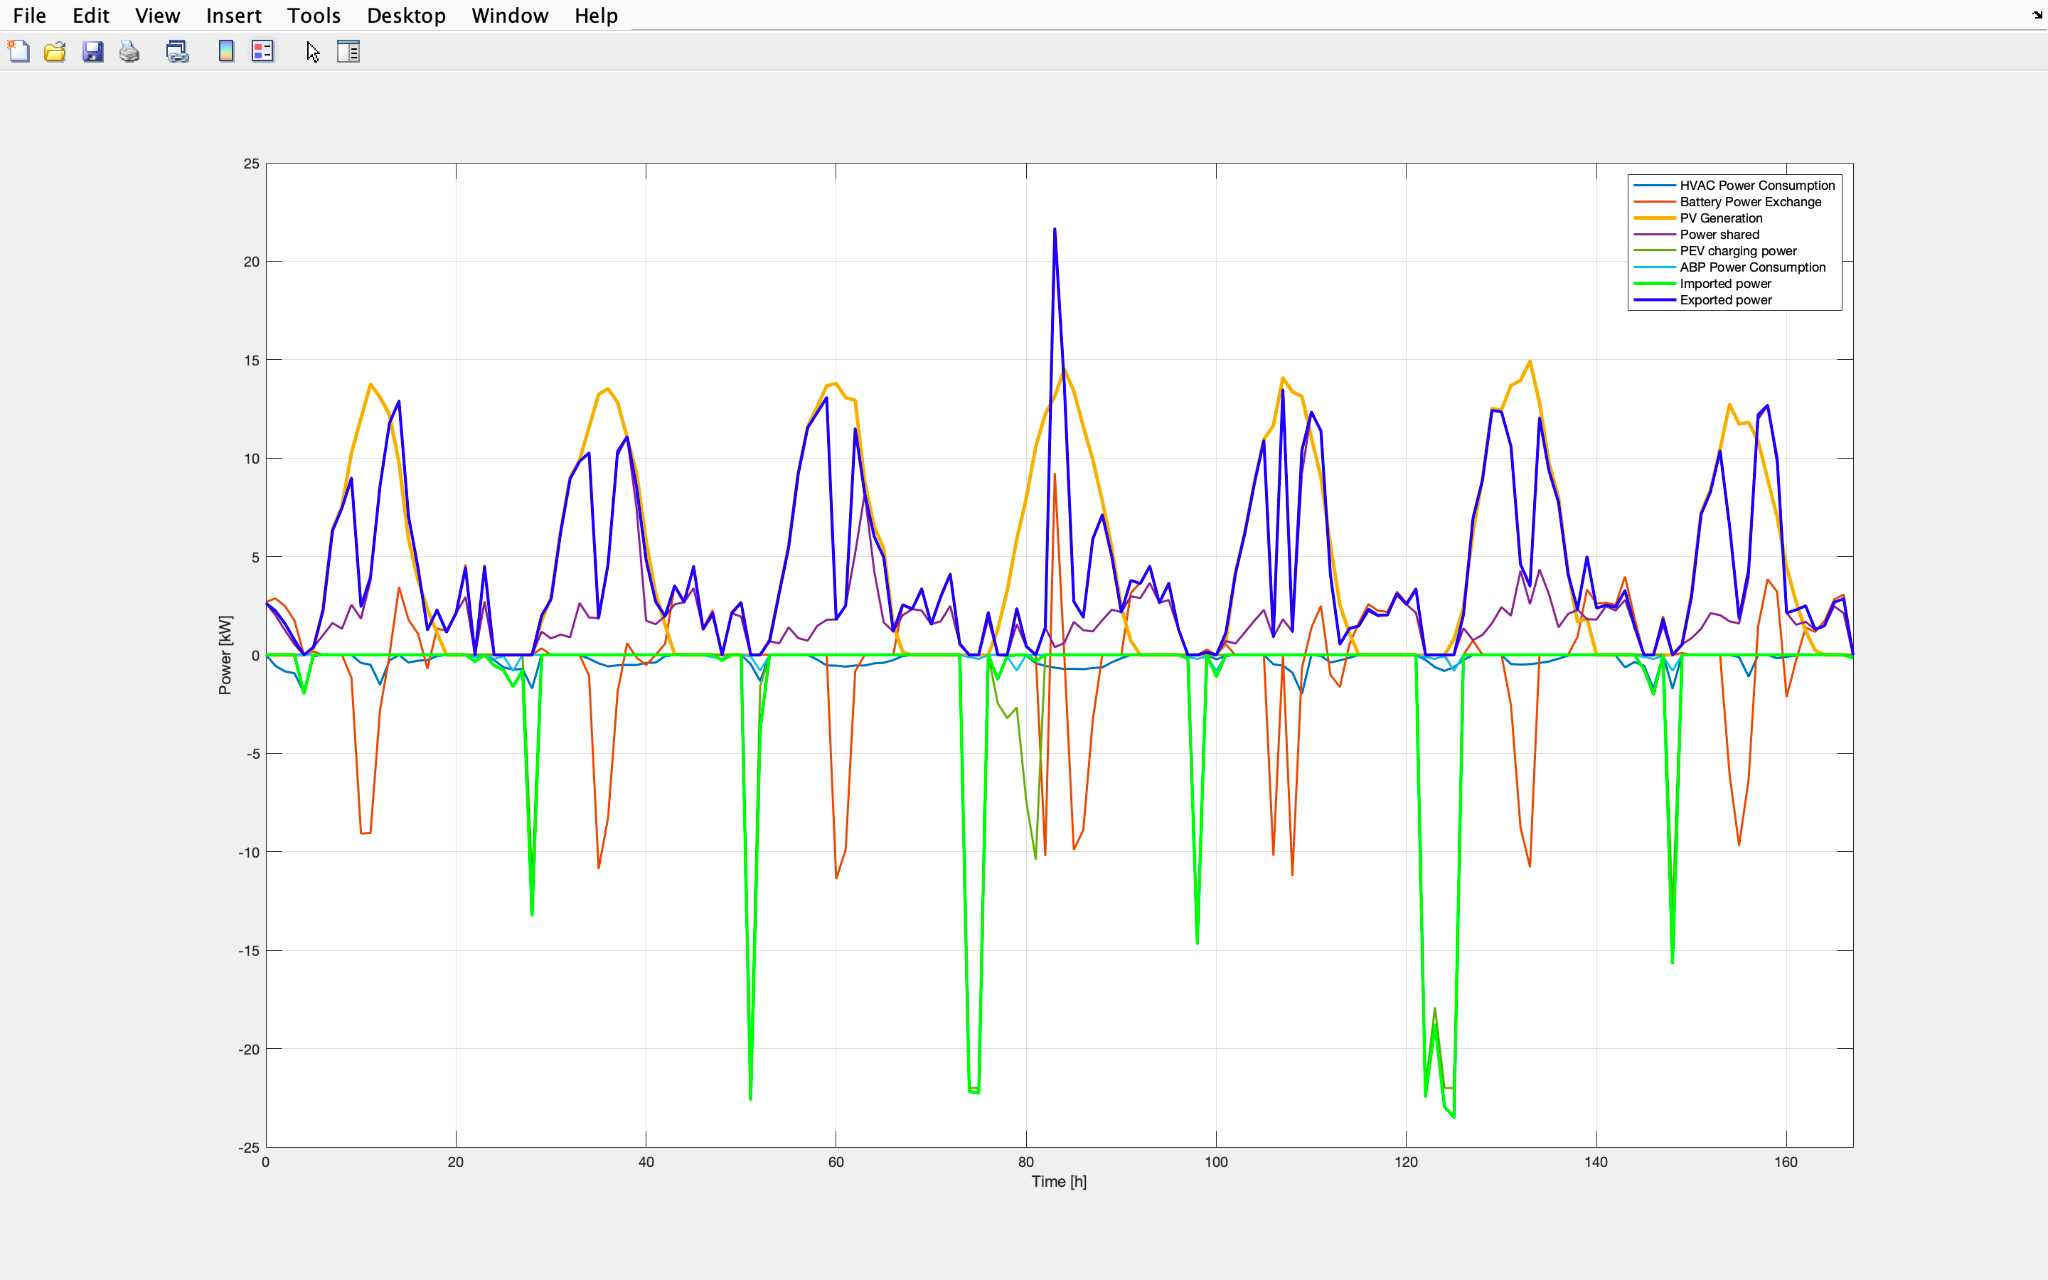 File Edit View Insert Tools Desktop Window Help
HVAC Power Consumption
Battery Power Exchange
PV Generation
Power shared
PEV charging power
ABP Power Consumption
Imported power
Exported power
25
20
15
10
5
0
-5
-10
-15
-20
-25
Power [kW]
0 20 40 60 80 100 120 140 160
Time [h]